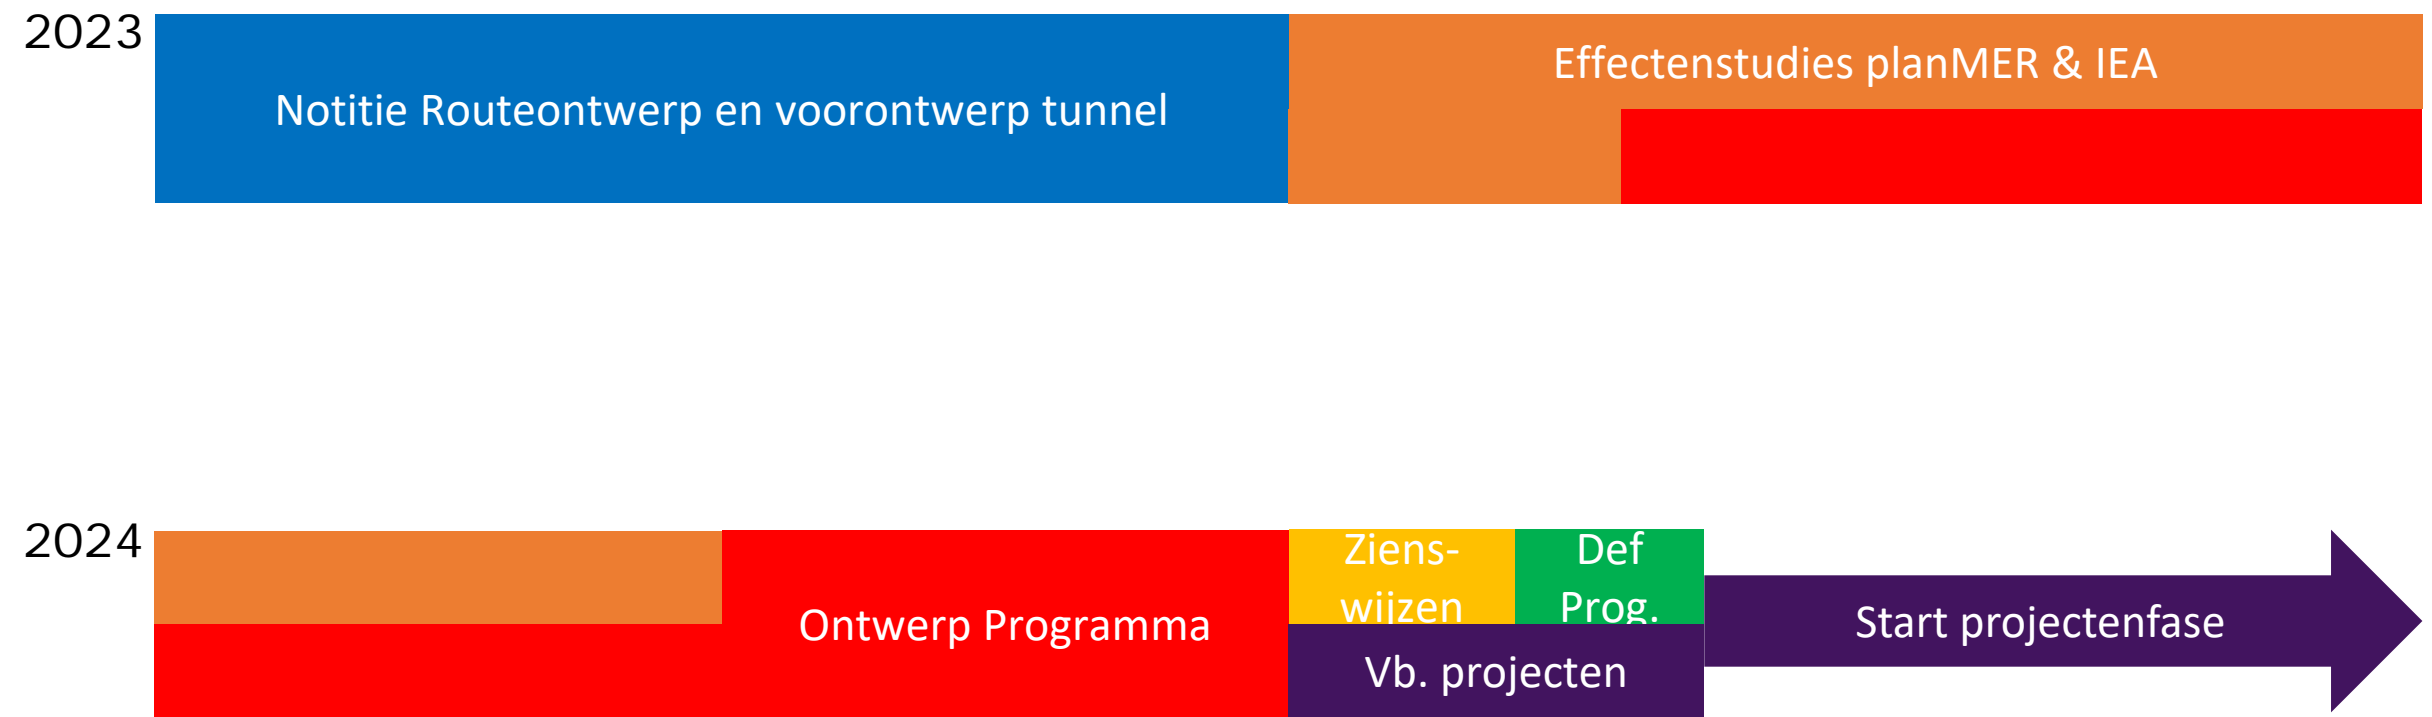 2023
Effectenstudies planMER & IEA
Notitie Routeontwerp en voorontwerp tunnel
2024
Ziens-
wijzen
Def
Prog.
Ontwerp Programma
Start projectenfase
Vb. projecten